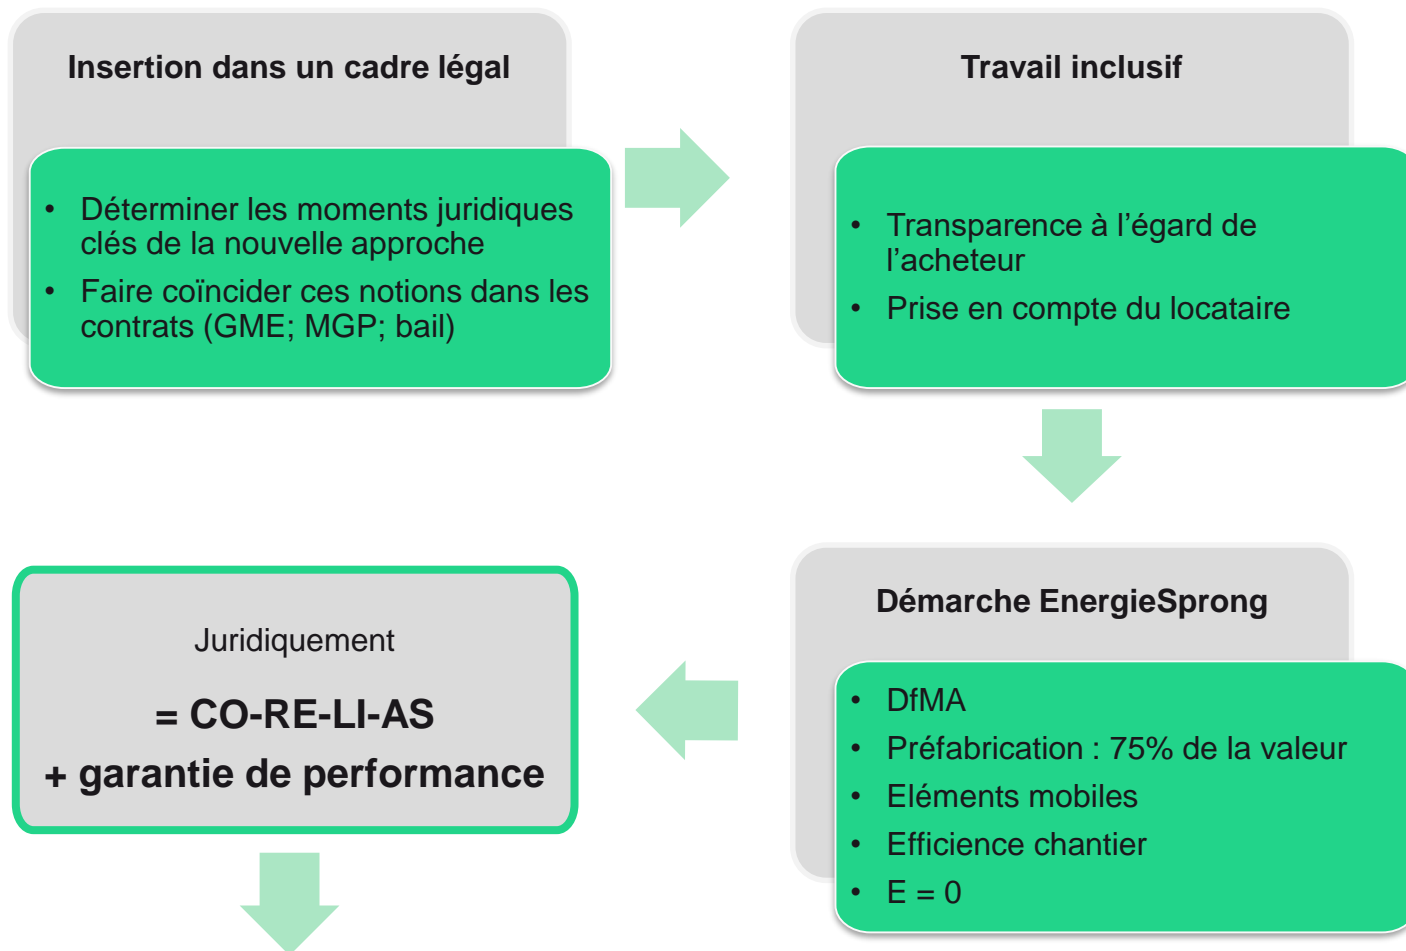 Insertion dans un cadre légal
• Déterminer les moments juridiques
clés de la nouvelle approche
• Faire coïncider ces notions dans les
contrats (GME; MGP; bail)
Travail inclusif
• Transparence à l’égard de
l’acheteur
• Prise en compte du locataire
Démarche EnergieSprong
• DfMA
• Préfabrication : 75% de la valeur
• Eléments mobiles
• Efficience chantier
• E = 0
Juridiquement
= CO-RE-LI-AS
+ garantie de performance